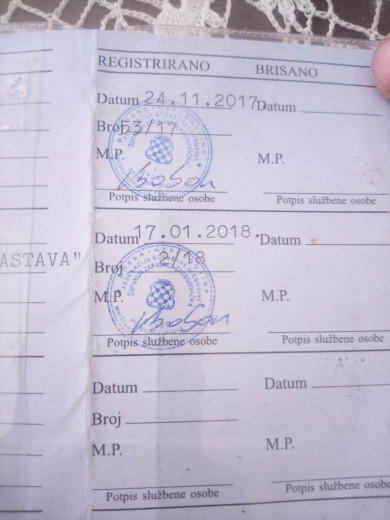 REGISTRIRANO BRISANO
Datum 24.11.2017 Datum
Broj 53/17
M.P. M.P.
Potpis službene osobe Potpis službene osobe
ASTAVA" Datum 17.01.2018. Datum
Broj 2/18
M.P. M.P.
Potpis službene osobe Potpis službene osobe
Datum Datum
Broj
M.P. M.P.
Potpis službene osobe Potpis službene osobe